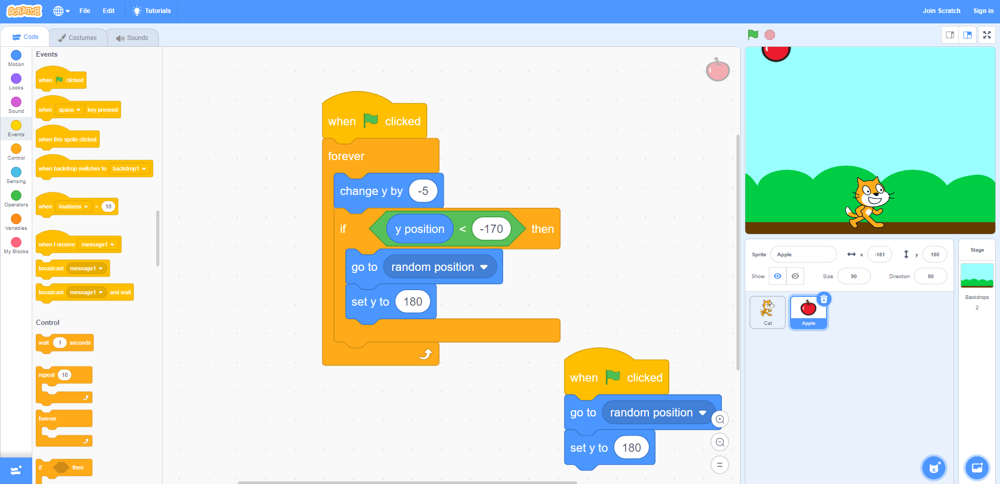 SCRATCH File Edit Tutorials Join Scratch Sign in
Code Costumes Sounds
Motion
Looks
Sound
Events
Control
Sensing
Operators
Variables
My Blocks
Events
when clicked
when space key pressed
when this sprite clicked
when backdrop switches to backdrop1
when loudness > 10
when I receive message1
broadcast message1
broadcast message1 and wait
Control
wait 1 seconds
repeat 10
forever
if then
when clicked
forever
change y by -5
if y position < -170 then
go to random position
set y to 180
when clicked
go to random position
set y to 180
Sprite Apple x -181 y 180
Show Size 90 Direction 90
Cat
Apple
Stage
Backdrops
2